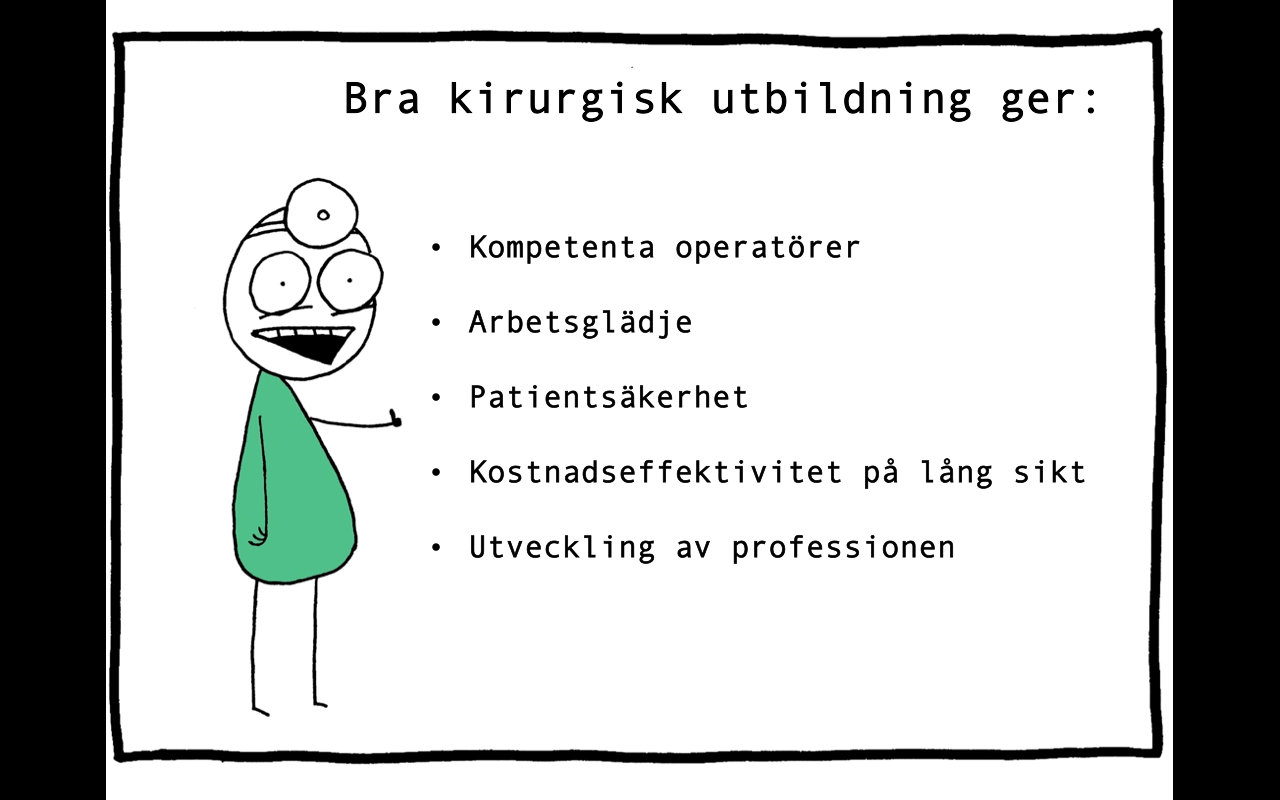 Bra kirurgisk utbildning ger:
• Kompetenta operatörer
• Arbetsglädje
• Patientsäkerhet
• Kostnadseffektivitet på lång sikt
• Utveckling av professionen